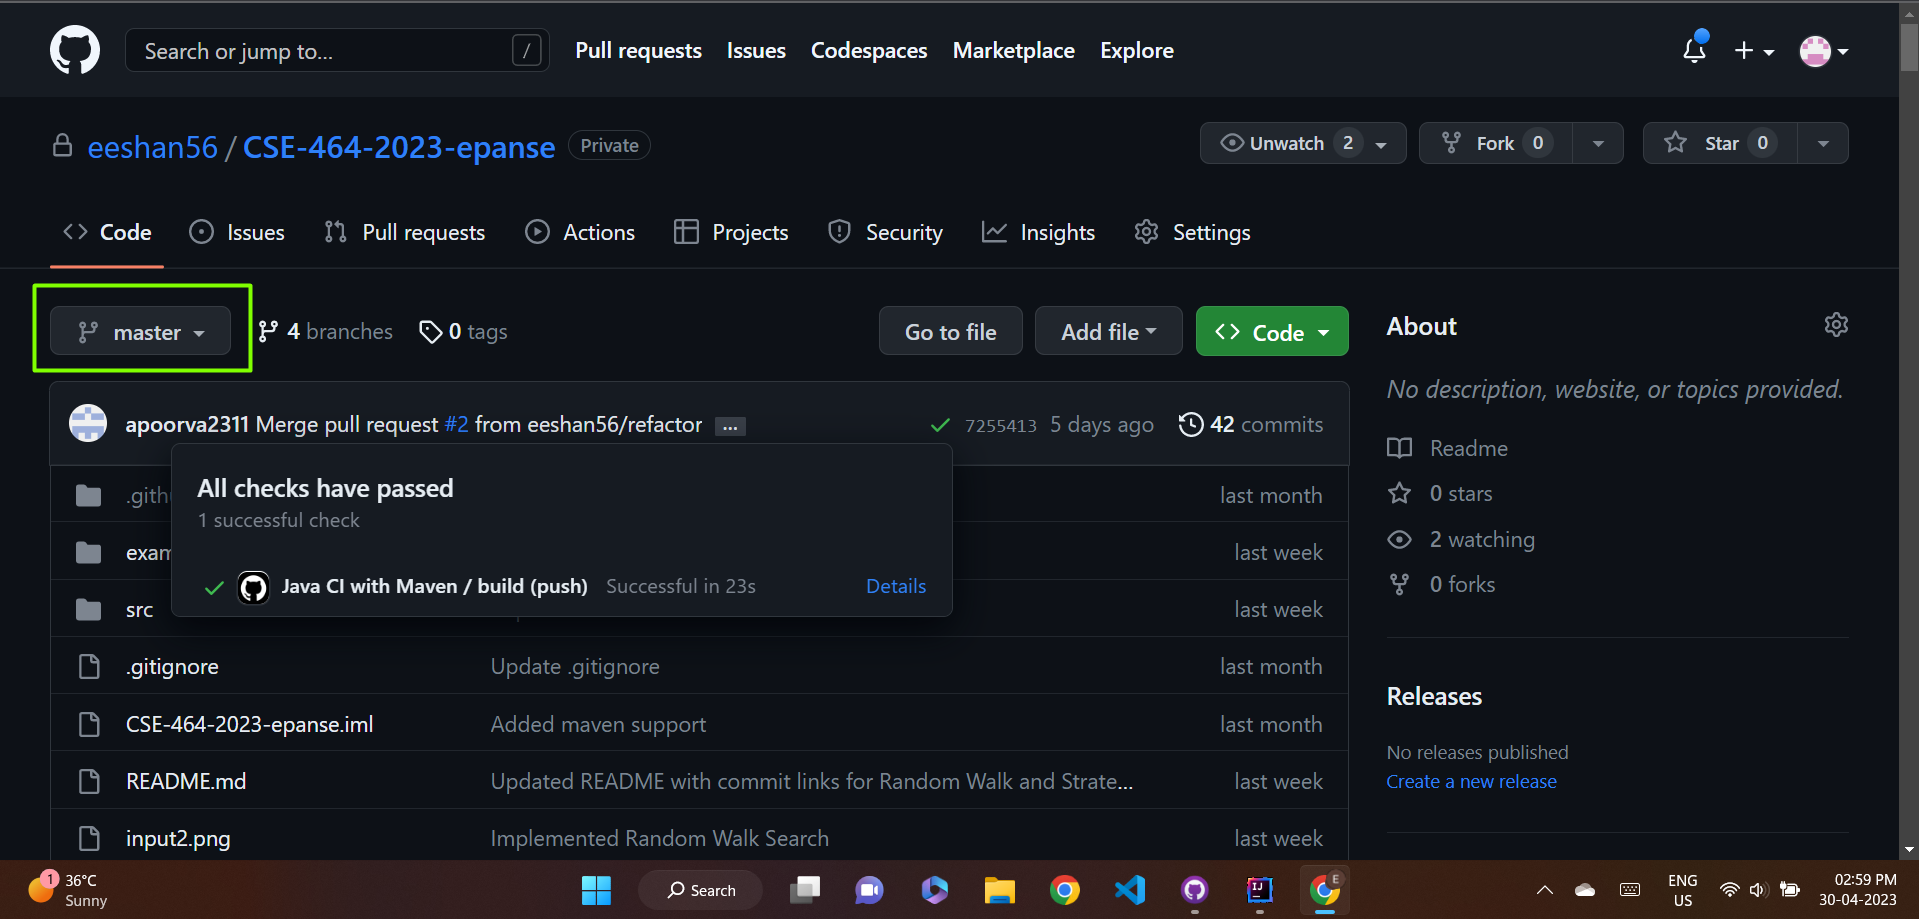 Search or jump to... /
Pull requests Issues Codespaces Marketplace Explore
eeshan56 / CSE-464-2023-epanse Private
Unwatch 2 Fork 0 Star 0
Code Issues Pull requests Actions Projects Security Insights Settings
master 4 branches 0 tags
Go to file Add file Code
apoorva2311 Merge pull request #2 from eeshan56/refactor ...
7255413 5 days ago 42 commits
All checks have passed
1 successful check
Java CI with Maven / build (push) Successful in 23s Details
.gith last month
exam last week
src last week
.gitignore Update .gitignore last month
CSE-464-2023-epanse.iml Added maven support last month
README.md Updated README with commit links for Random Walk and Strate... last week
input2.png Implemented Random Walk Search last week
About
No description, website, or topics provided.
Readme
0 stars
2 watching
0 forks
Releases
No releases published
Create a new release
1 36°C
Sunny
Search
IJ
E
ENG
US
02:59 PM
30-04-2023